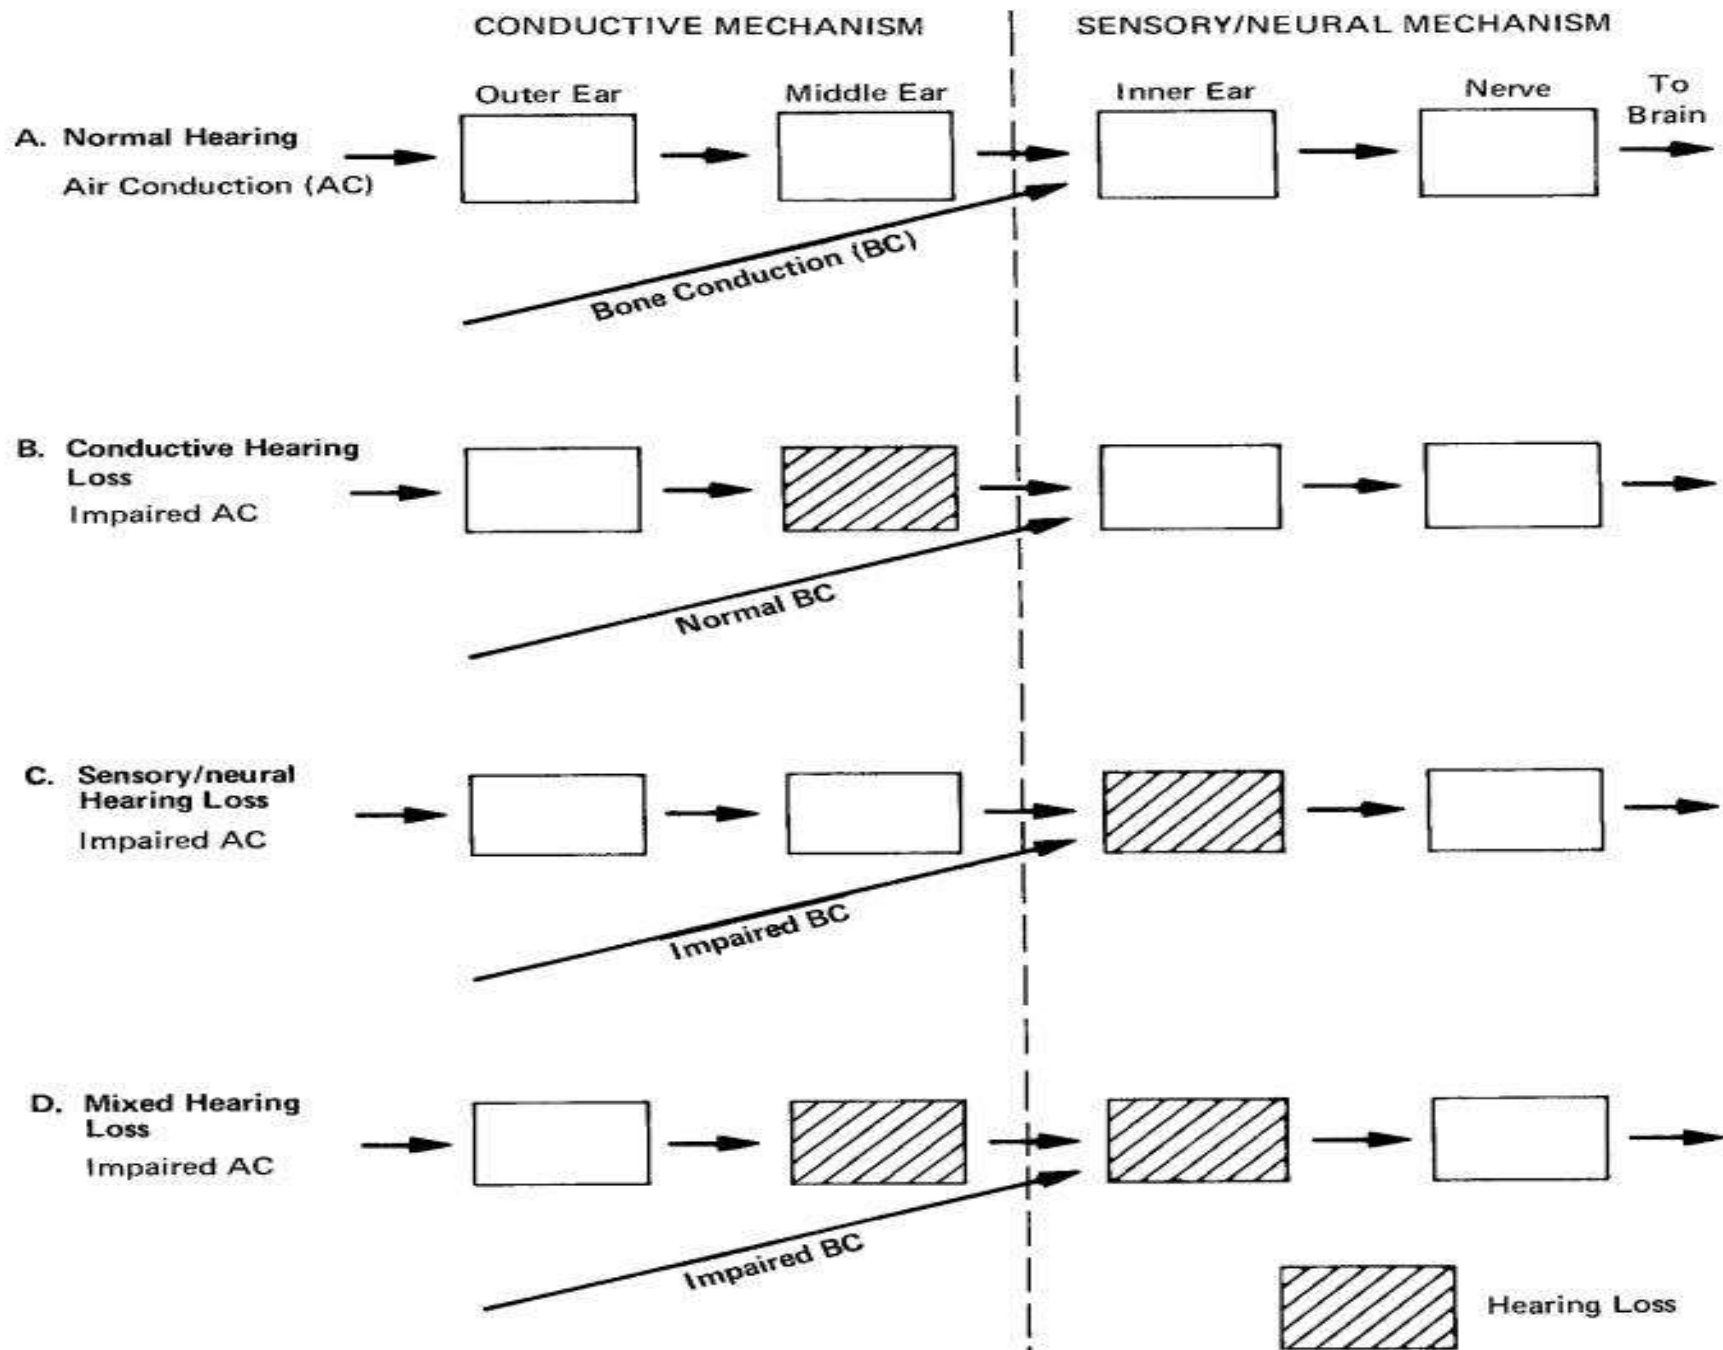 CONDUCTIVE MECHANISM
SENSORY/NEURAL MECHANISM
Outer Ear
Middle Ear
Inner Ear
Nerve
To
Brain
A. Normal Hearing
Air Conduction (AC)
Bone Conduction (BC)
B. Conductive Hearing
Loss
Impaired AC
Normal BC
C. Sensory/neural
Hearing Loss
Impaired AC
Impaired BC
D. Mixed Hearing
Loss
Impaired AC
Impaired BC
Hearing Loss